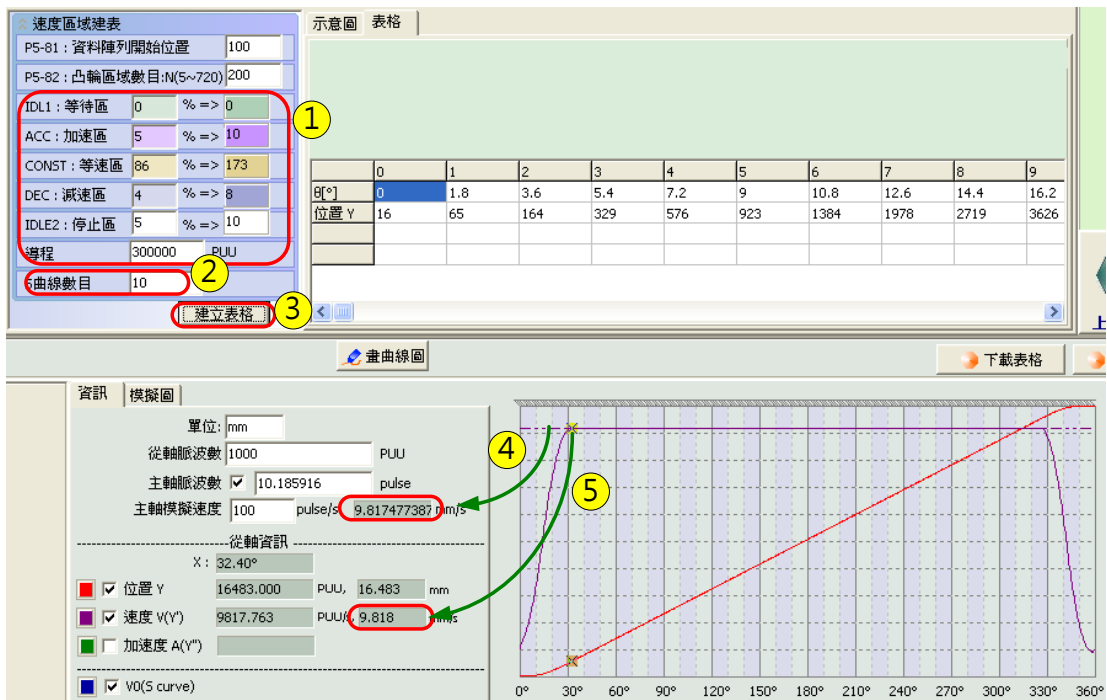 速度區域建表
P5-81：資料陣列開始位置 100
P5-82：凸輪區域數目:N(5~720) 200
IDL1：等待區 0 % => 0
ACC：加速區 5 % => 10
CONST：等速區 86 % => 173
DEC：減速區 4 % => 8
IDLE2：停止區 5 % => 10
導程 300000 PUU
S曲線數目 10
建立表格
1
2
3
示意圖 表格
0 1 2 3 4 5 6 7 8 9
θ[°] 0 1.8 3.6 5.4 7.2 9 10.8 12.6 14.4 16.2
位置 Y 16 65 164 329 576 923 1384 1978 2719 3626
上
畫曲線圖
下載表格
資訊 模擬圖
單位: mm
從軸脈波數 1000 PUU
主軸脈波數 10.185916 pulse
主軸模擬速度 100 pulse/s, 9.817477387 mm/s
從軸資訊
X： 32.40°
位置 Y 16483.000 PUU, 16.483 mm
速度 V(Y') 9817.763 PUU/s, 9.818 mm/s
加速度 A(Y'')
V0(S curve)
4
5
0° 30° 60° 90° 120° 150° 180° 210° 240° 270° 300° 330° 360°